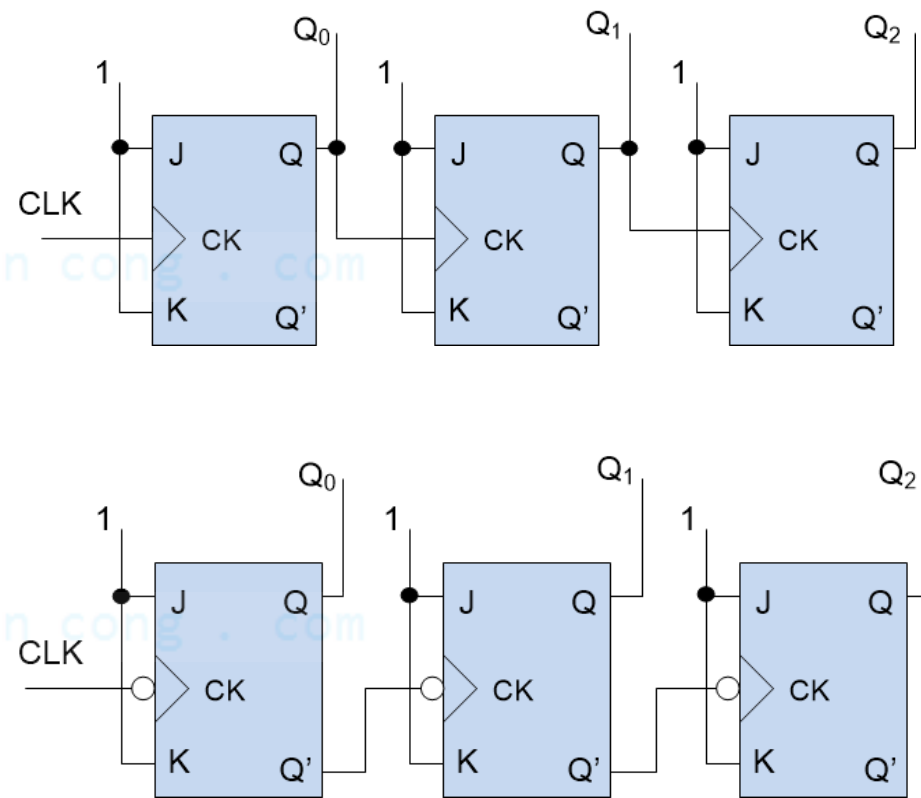 Q₀ Q₁ Q₂
1 1 1
J Q J Q J Q
CLK
CK CK CK
n cong . com
K Q’ K Q’ K Q’
Q₀ Q₁ Q₂
1 1 1
J Q J Q J Q
n cong . com
CLK
CK CK CK
K Q’ K Q’ K Q’